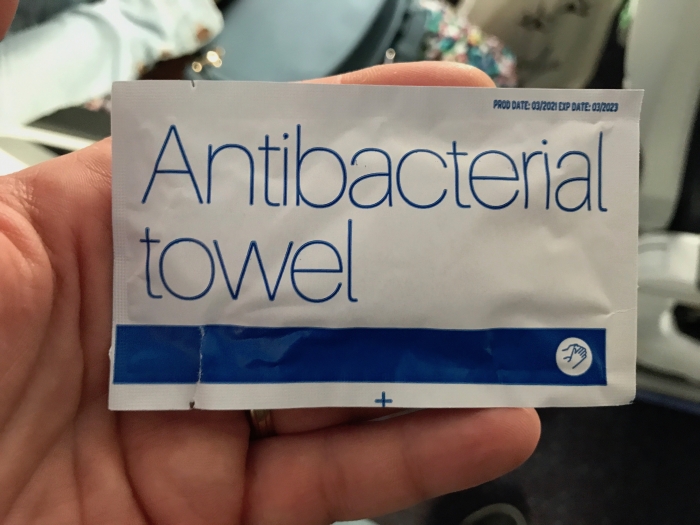 PROD DATE: 03/2021 EXP DATE: 03/2023
Antibacterial
towel